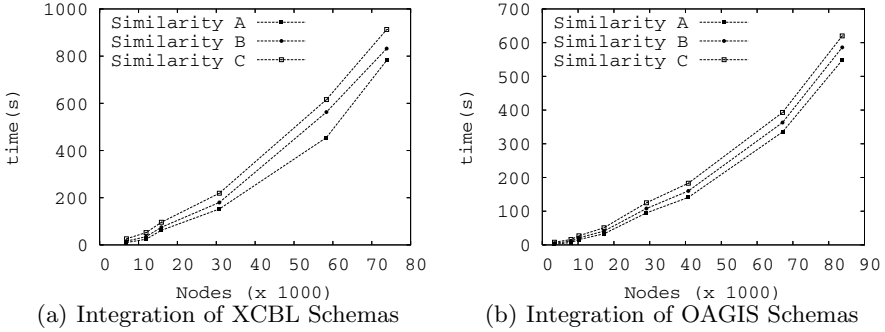 1000
800
600
400
200
0
time(s)
Similarity A
Similarity B
Similarity C
0 10 20 30 40 50 60 70 80
Nodes (x 1000)
(a) Integration of XCBL Schemas
700
600
500
400
300
200
100
0
time(s)
Similarity A
Similarity B
Similarity C
0 10 20 30 40 50 60 70 80 90
Nodes (x 1000)
(b) Integration of OAGIS Schemas